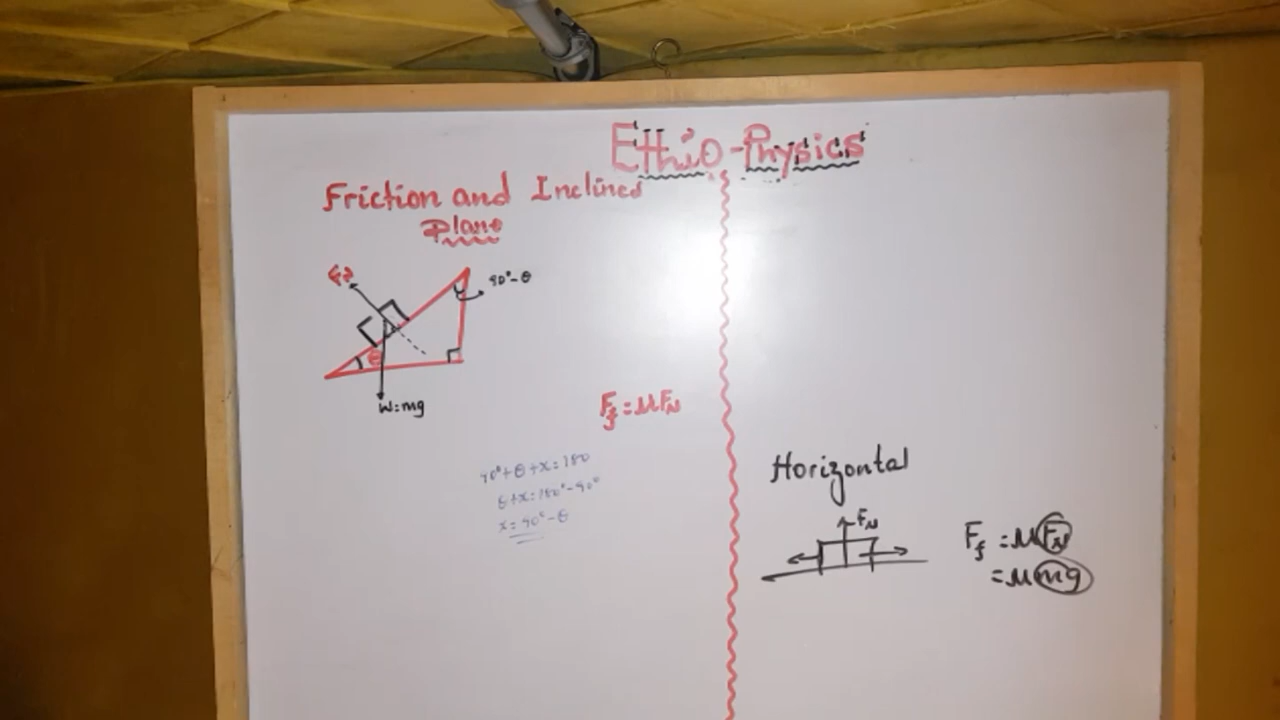 Ethio-Physics
Friction and Inclined
Plane
90°-θ
θ
W=mg
Ff=μFN
90°+θ+x=180
θ+x=180°-90°
x=90°-θ
Horizontal
FN
Ff=μFN
=μmg